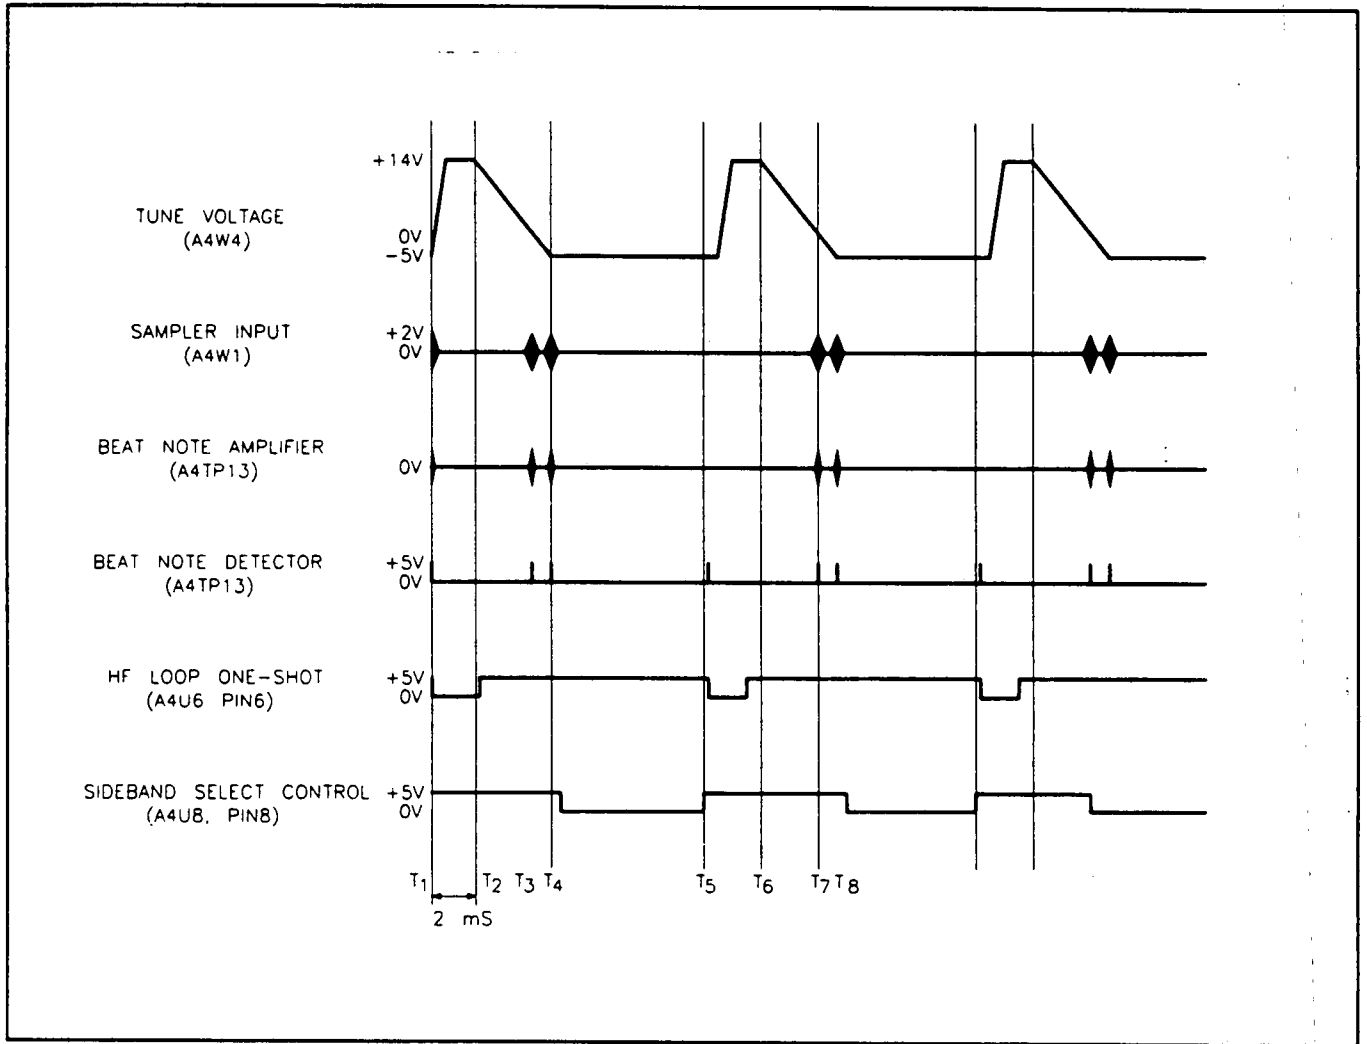 +14V
TUNE VOLTAGE
(A4W4)
0V
-5V
SAMPLER INPUT
(A4W1)
+2V
0V
BEAT NOTE AMPLIFIER
(A4TP13)
0V
BEAT NOTE DETECTOR
(A4TP13)
+5V
0V
HF LOOP ONE-SHOT
(A4U6 PIN6)
+5V
0V
SIDEBAND SELECT CONTROL
(A4U8, PIN8)
+5V
0V
T1 T2 T3 T4 T5 T6 T7 T8
2 mS